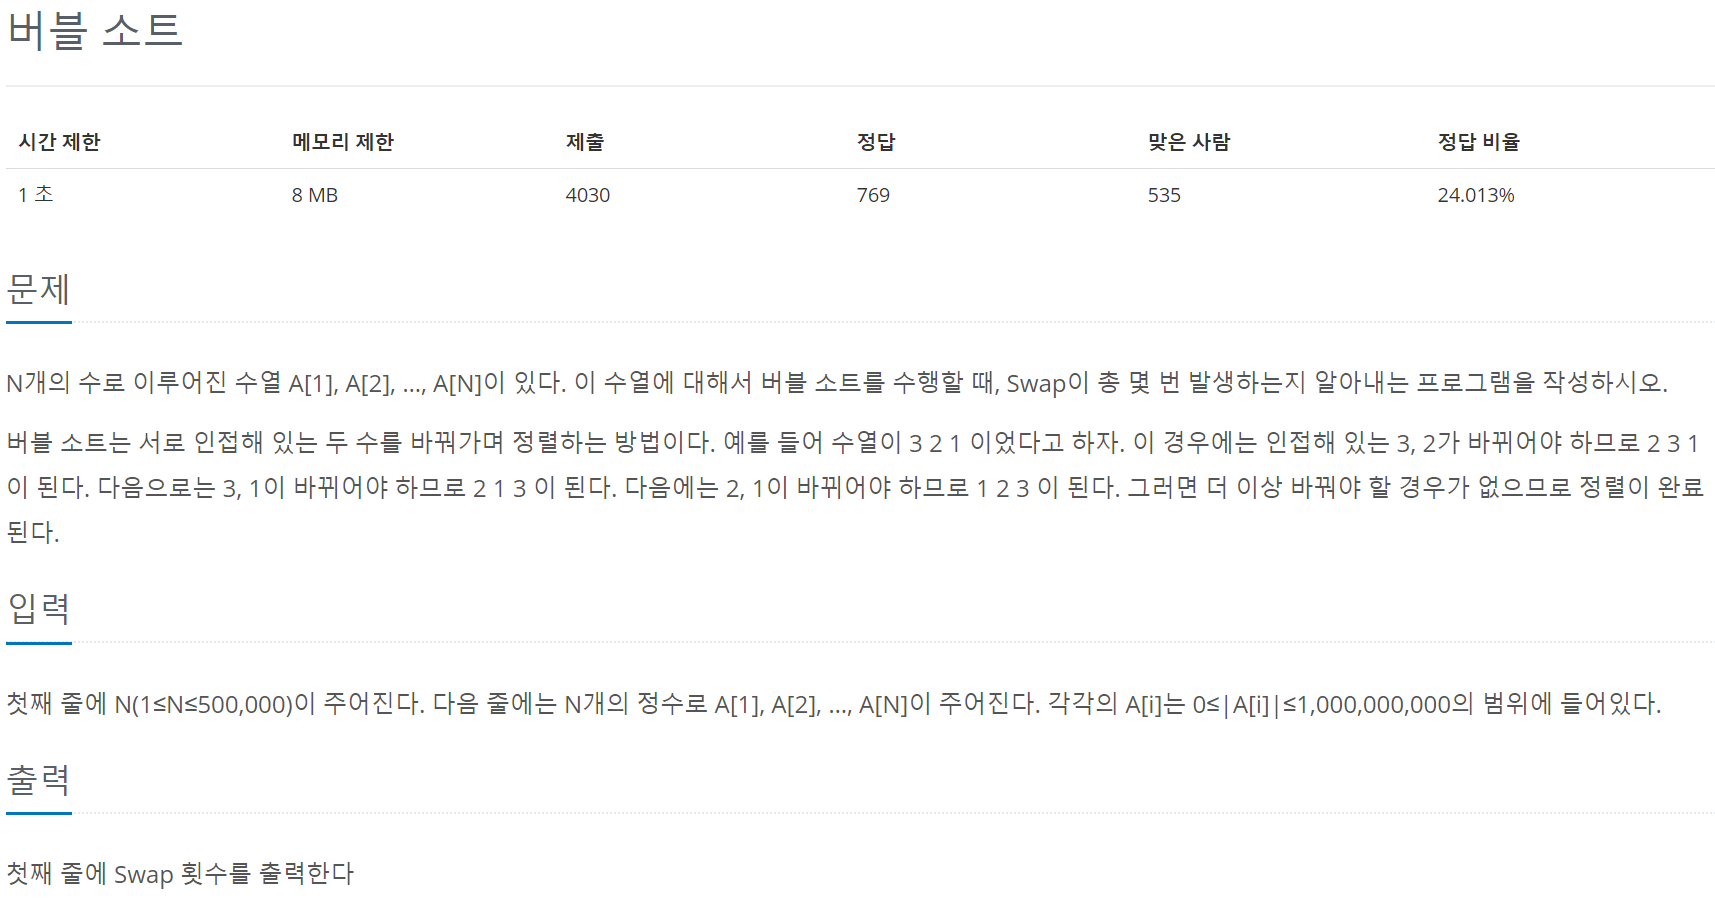 버블 소트
시간 제한 메모리 제한 제출 정답 맞은 사람 정답 비율
1 초 8 MB 4030 769 535 24.013%
문제
N개의 수로 이루어진 수열 A[1], A[2], …, A[N]이 있다. 이 수열에 대해서 버블 소트를 수행할 때, Swap이 총 몇 번 발생하는지 알아내는 프로그램을 작성하시오.
버블 소트는 서로 인접해 있는 두 수를 바꿔가며 정렬하는 방법이다. 예를 들어 수열이 3 2 1 이었다고 하자. 이 경우에는 인접해 있는 3, 2가 바뀌어야 하므로 2 3 1
이 된다. 다음으로는 3, 1이 바뀌어야 하므로 2 1 3 이 된다. 다음에는 2, 1이 바뀌어야 하므로 1 2 3 이 된다. 그러면 더 이상 바꿔야 할 경우가 없으므로 정렬이 완료
된다.
입력
첫째 줄에 N(1≤N≤500,000)이 주어진다. 다음 줄에는 N개의 정수로 A[1], A[2], …, A[N]이 주어진다. 각각의 A[i]는 0≤|A[i]|≤1,000,000,000의 범위에 들어있다.
출력
첫째 줄에 Swap 횟수를 출력한다